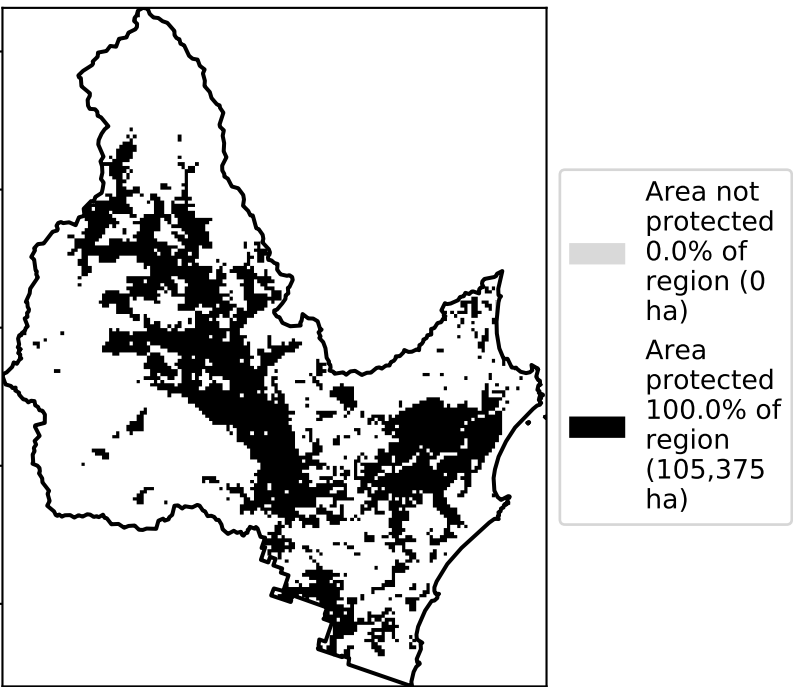 Area not
protected
0.0% of
region (0
ha)
Area
protected
100.0% of
region
(105,375
ha)